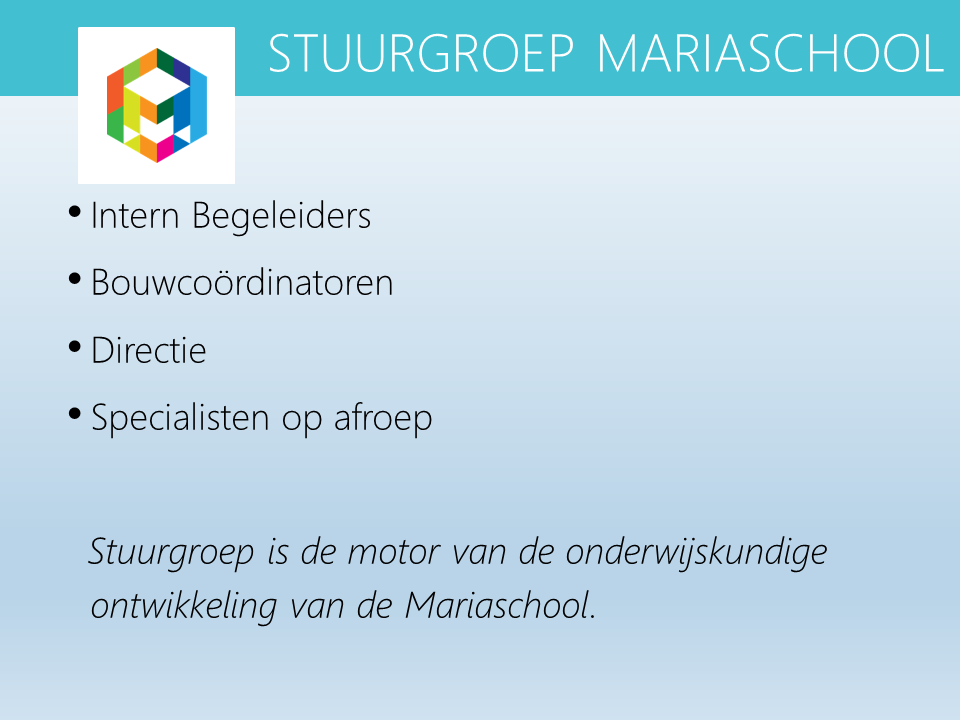 STUURGROEP MARIASCHOOL
• Intern Begeleiders
• Bouwcoördinatoren
• Directie
• Specialisten op afroep
Stuurgroep is de motor van de onderwijskundige
ontwikkeling van de Mariaschool.